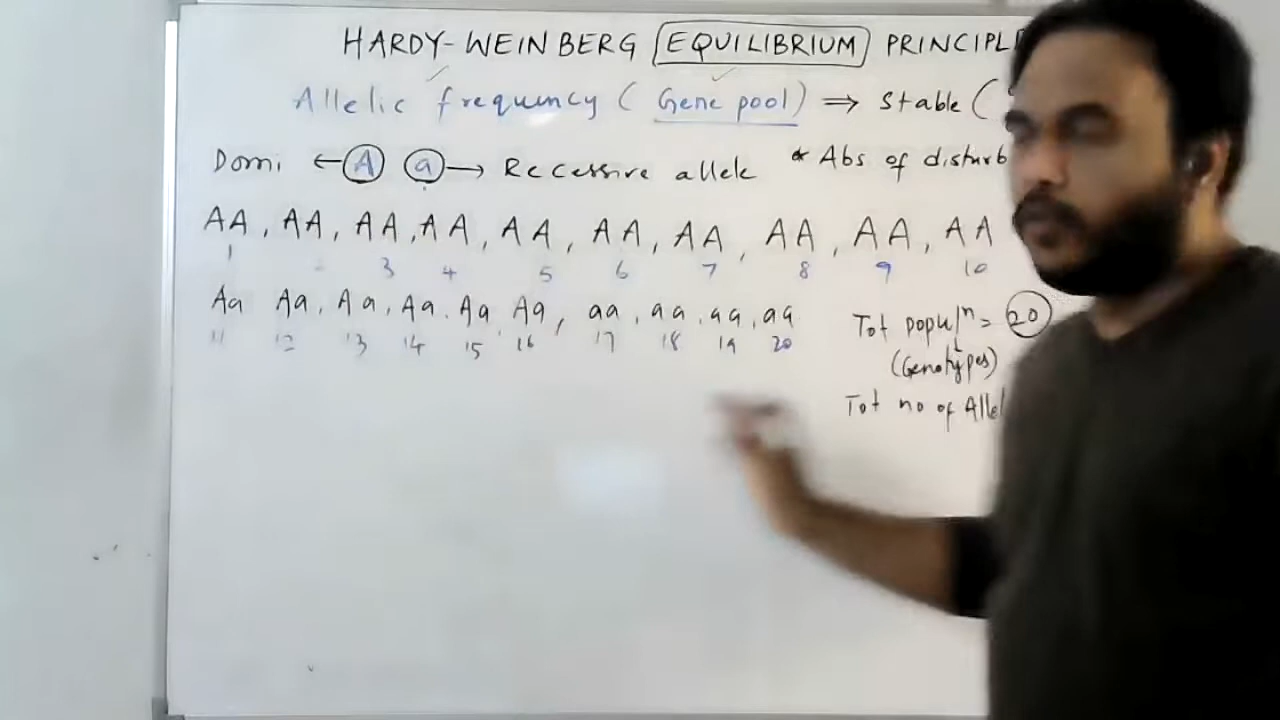 HARDY-WEINBERG EQUILIBRIUM PRINCIPLE
Allelic frequency (Gene pool) ⇒ Stable (
Domi ← A a → Recessive allele * Abs of disturb
AA, AA, AA, AA, AA, AA, AA, AA, AA, AA
1 3 4 5 6 7 8 9 10
Aa Aa, Aa, Aa. Aa, Aa, aa, aa, aa, aa
11 12 13 14 15 16 17 18 19 20
Tot popul^n = 20
(Genotypes)
Tot no of Allel